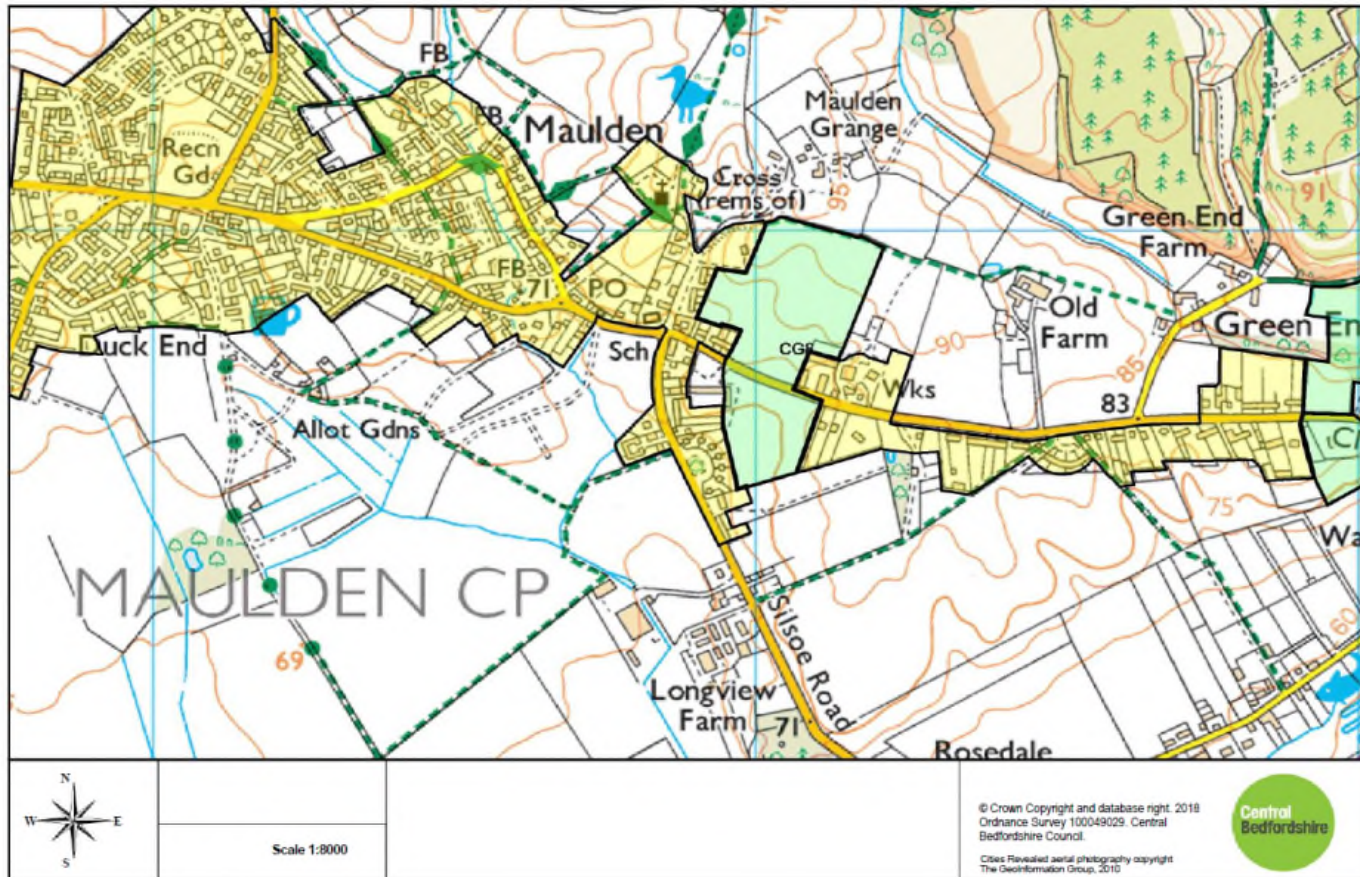 FB
FB
Maulden
Maulden
Grange
Recn
Gd
Cross
(rems of)
95
91
Green End
Farm
FB
71
PO
Duck End
Sch
CGS
Wks
90
Old
Farm
85
83
Green En
Allot Gdns
75
MAULDEN CP
69
Silsoe Road
Longview
Farm
71
60
Rosedale
N
W
E
S
Scale 1:8000
© Crown Copyright and database right. 2018
Ordnance Survey 100049029. Central
Bedfordshire Council.
Cities Revealed aerial photography copyright
The GeoInformation Group, 2010
Central
Bedfordshire